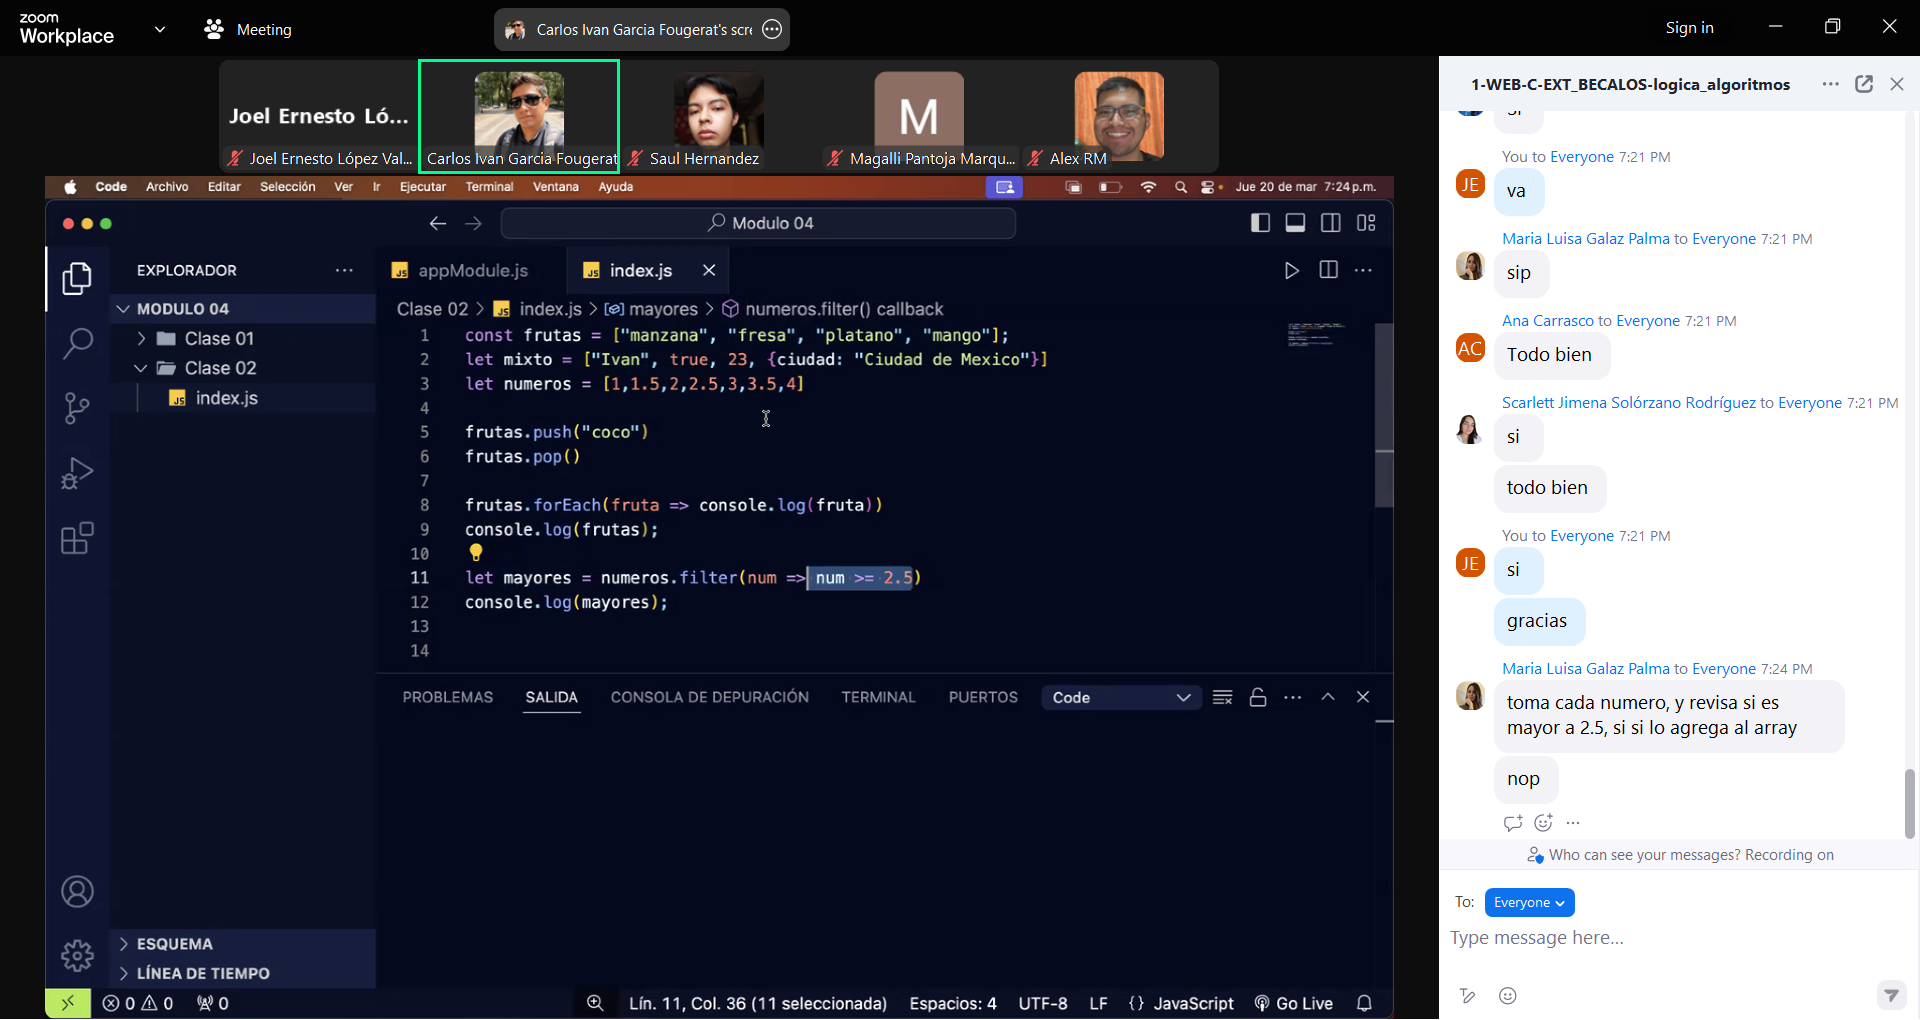 zoom
Workplace
Meeting
Carlos Ivan Garcia Fougerat's scre
Sign in
Joel Ernesto Ló...
Joel Ernesto López Val...
Carlos Ivan Garcia Fougerat
Saul Hernandez
M
Magalli Pantoja Marqu...
Alex RM
Code Archivo Editar Selección Ver Ir Ejecutar Terminal Ventana Ayuda
Jue 20 de mar 7:24 p.m.
Modulo 04
EXPLORADOR
MODULO 04
Clase 01
Clase 02
JS index.js
ESQUEMA
LÍNEA DE TIEMPO
JS appModule.js
JS index.js
Clase 02 > JS index.js > mayores > numeros.filter() callback
1 const frutas = ["manzana", "fresa", "platano", "mango"];
2 let mixto = ["Ivan", true, 23, {ciudad: "Ciudad de Mexico"}]
3 let numeros = [1,1.5,2,2.5,3,3.5,4]
4
5 frutas.push("coco")
6 frutas.pop()
7
8 frutas.forEach(fruta => console.log(fruta))
9 console.log(frutas);
10
11 let mayores = numeros.filter(num => num >= 2.5)
12 console.log(mayores);
13
14
PROBLEMAS SALIDA CONSOLA DE DEPURACIÓN TERMINAL PUERTOS Code
0 0 0
Lín. 11, Col. 36 (11 seleccionada) Espacios: 4 UTF-8 LF {} JavaScript Go Live
1-WEB-C-EXT_BECALOS-logica_algoritmos
You to Everyone 7:21 PM
JE
va
Maria Luisa Galaz Palma to Everyone 7:21 PM
sip
Ana Carrasco to Everyone 7:21 PM
AC
Todo bien
Scarlett Jimena Solórzano Rodríguez to Everyone 7:21 PM
si
todo bien
You to Everyone 7:21 PM
JE
si
gracias
Maria Luisa Galaz Palma to Everyone 7:24 PM
toma cada numero, y revisa si es
mayor a 2.5, si si lo agrega al array
nop
Who can see your messages? Recording on
To: Everyone
Type message here...